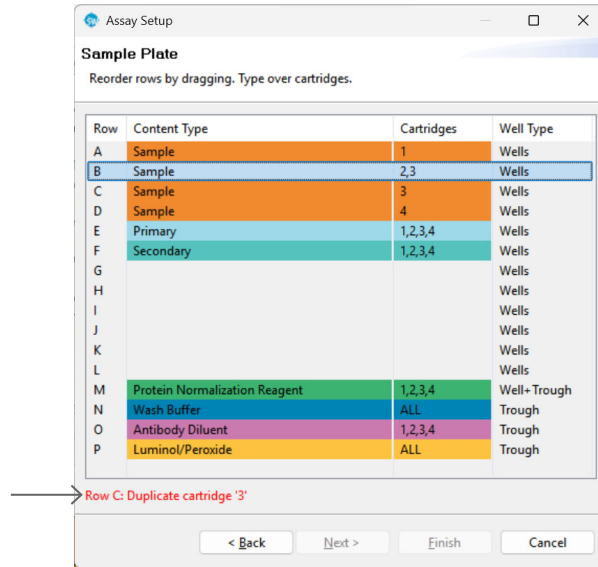 SW Assay Setup
Sample Plate
Reorder rows by dragging. Type over cartridges.
Row Content Type Cartridges Well Type
A Sample 1 Wells
B Sample 2,3 Wells
C Sample 3 Wells
D Sample 4 Wells
E Primary 1,2,3,4 Wells
F Secondary 1,2,3,4 Wells
G Wells
H Wells
I Wells
J Wells
K Wells
L Wells
M Protein Normalization Reagent 1,2,3,4 Well+Trough
N Wash Buffer ALL Trough
O Antibody Diluent 1,2,3,4 Trough
P Luminol/Peroxide ALL Trough
Row C: Duplicate cartridge '3'
< Back Next > Finish Cancel